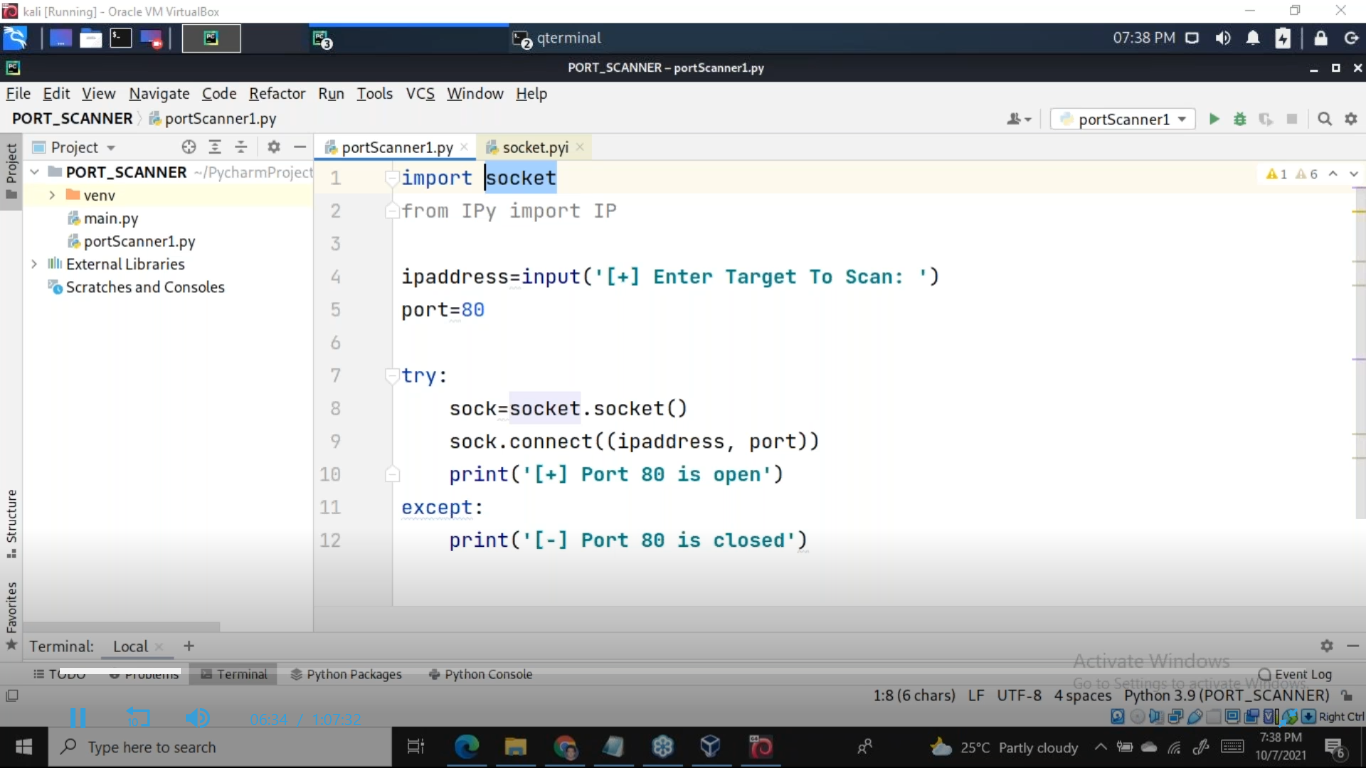 kali [Running] - Oracle VM VirtualBox
3
2 qterminal
07:38 PM
PORT_SCANNER – portScanner1.py
File Edit View Navigate Code Refactor Run Tools VCS Window Help
PORT_SCANNER portScanner1.py
portScanner1
Project
Project
portScanner1.py
socket.pyi
PORT_SCANNER ~/PycharmProject
venv
main.py
portScanner1.py
External Libraries
Scratches and Consoles
1 import socket
1 6
2 from IPy import IP
3
4 ipaddress=input('[+] Enter Target To Scan: ')
5 port=80
6
7 try:
8 sock=socket.socket()
9 sock.connect((ipaddress, port))
10 print('[+] Port 80 is open')
11 except:
12 print('[-] Port 80 is closed')
Structure
Favorites
Terminal: Local +
Activate Windows
Go to Settings to activate Windows.
TODO Problems Terminal Python Packages Python Console Event Log
1:8 (6 chars) LF UTF-8 4 spaces Python 3.9 (PORT_SCANNER)
10 06:34 / 1:07:32
Right Ctrl
Type here to search
25°C Partly cloudy
7:38 PM
10/7/2021
6